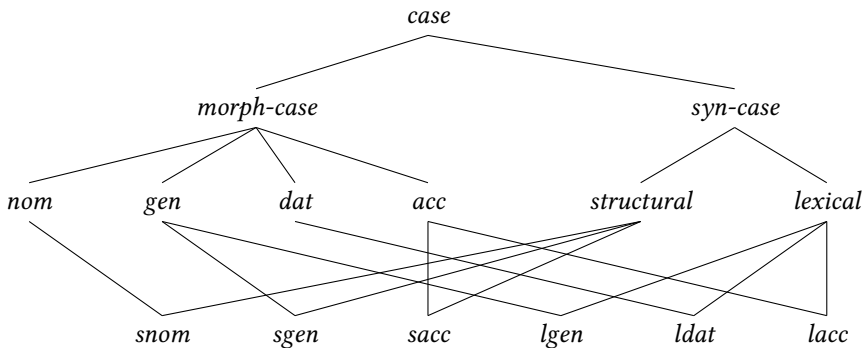 case
morph-case syn-case
nom gen dat acc structural lexical
snom sgen sacc lgen ldat lacc